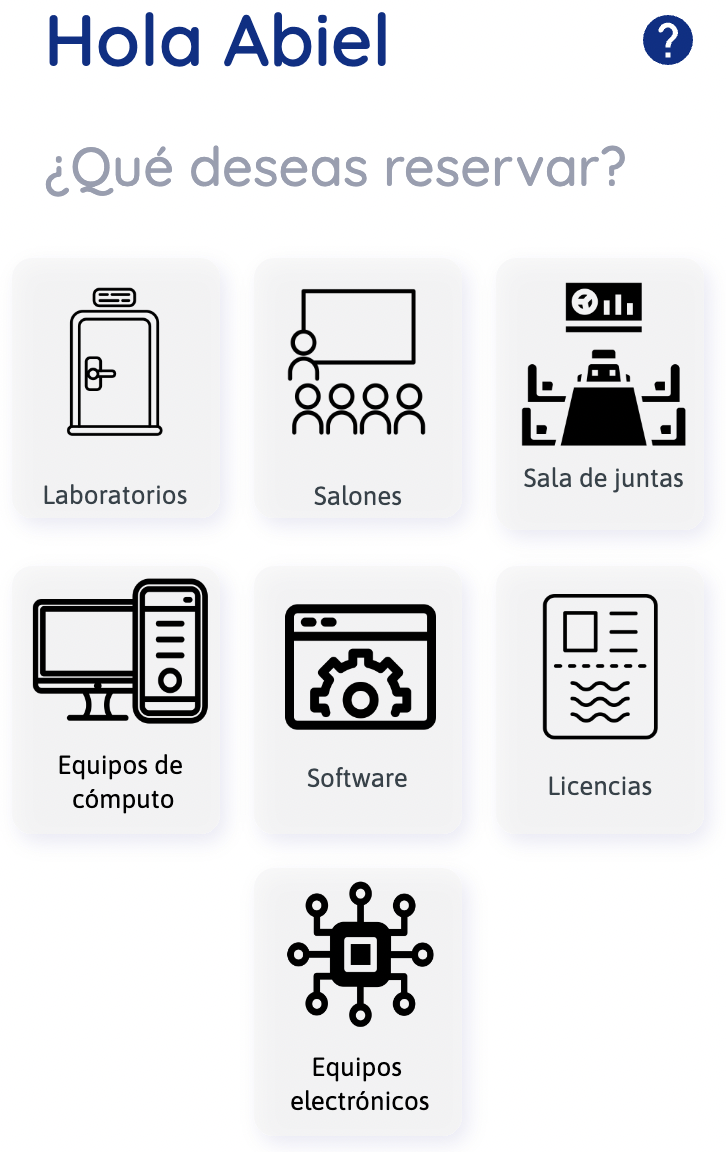 Hola Abiel
?
¿Qué deseas reservar?
Laboratorios
Salones
Sala de juntas
Equipos de
cómputo
Software
Licencias
Equipos
electrónicos